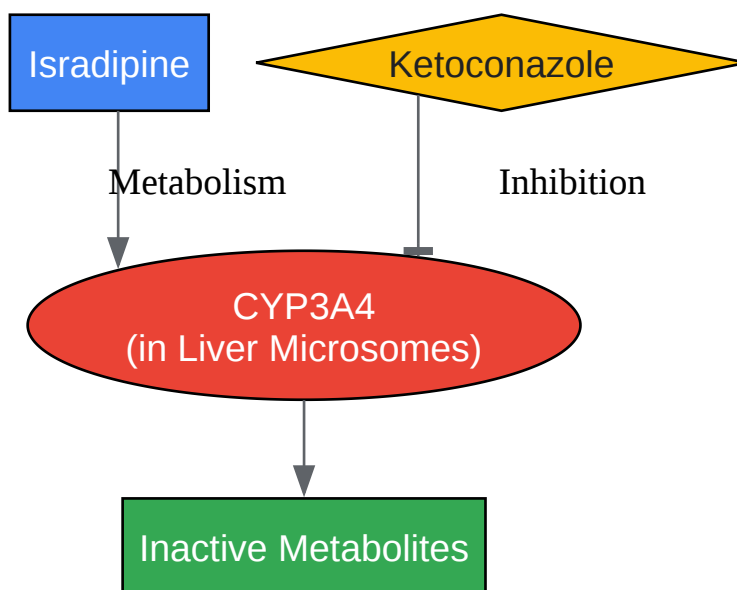 Isradipine
Ketoconazole
Metabolism
Inhibition
CYP3A4
(in Liver Microsomes)
Inactive Metabolites